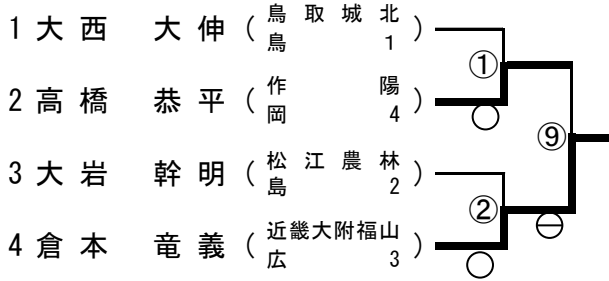 1 大西 大伸 (鳥取城北 鳥 1)
①
2 高橋 恭平 (作陽 岡 4)
⑨
3 大岩 幹明 (松江農林 島 2)
②
4 倉本 竜義 (近畿大附福山 広 3)